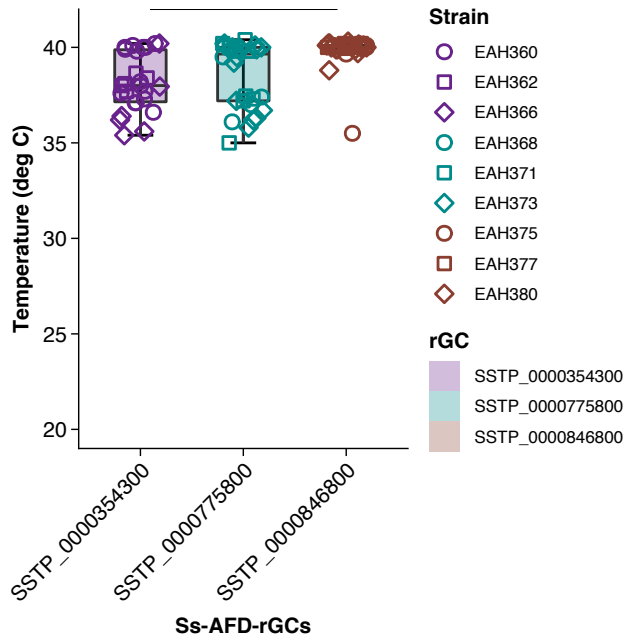 Temperature (deg C)
40
35
30
25
20
SSTP_0000354300
SSTP_0000775800
SSTP_0000846800
Ss-AFD-rGCs
Strain
EAH360
EAH362
EAH366
EAH368
EAH371
EAH373
EAH375
EAH377
EAH380
rGC
SSTP_0000354300
SSTP_0000775800
SSTP_0000846800